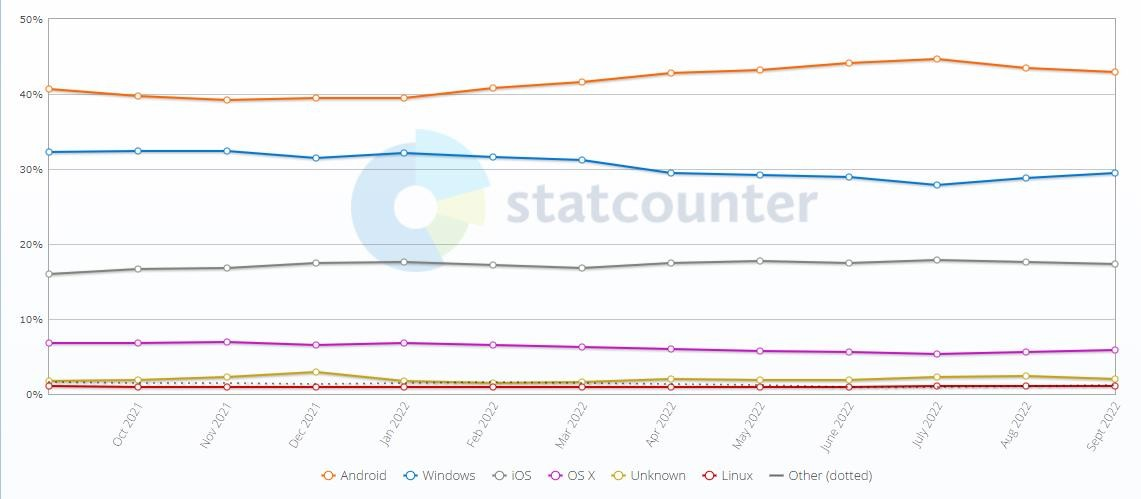 50%
40%
30%
20%
10%
0%
statcounter
Oct 2021
Nov 2021
Dec 2021
Jan 2022
Feb 2022
Mar 2022
Apr 2022
May 2022
June 2022
July 2022
Aug 2022
Sept 2022
Android Windows iOS OS X Unknown Linux Other (dotted)